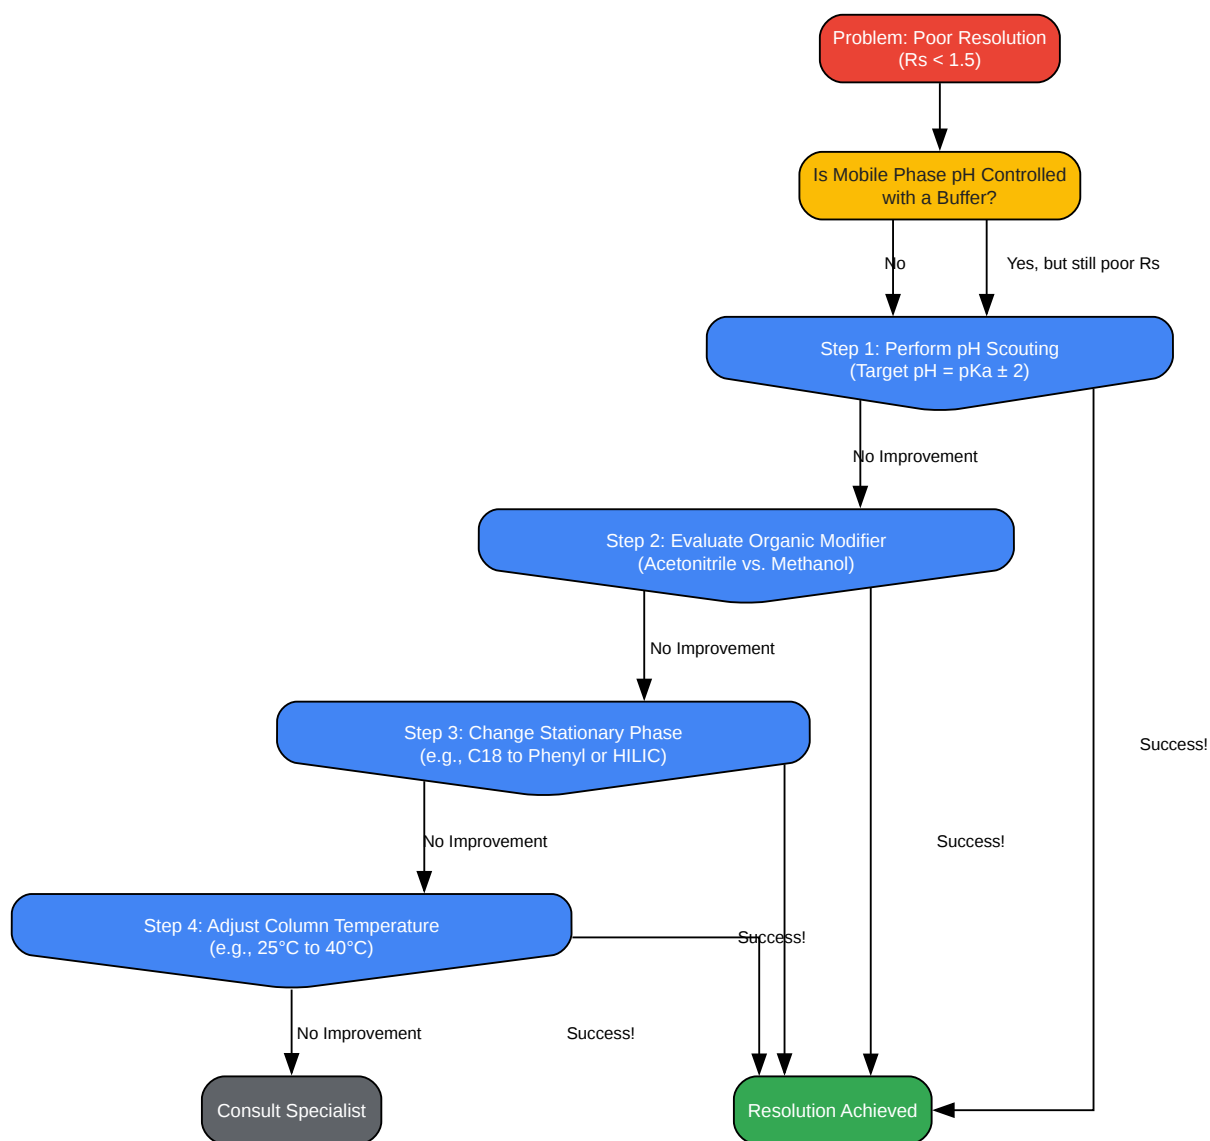 Problem: Poor Resolution
(Rs < 1.5)
Is Mobile Phase pH Controlled
with a Buffer?
No
Yes, but still poor Rs
Step 1: Perform pH Scouting
(Target pH = pKa ± 2)
No Improvement
Step 2: Evaluate Organic Modifier
(Acetonitrile vs. Methanol)
No Improvement
Step 3: Change Stationary Phase
(e.g., C18 to Phenyl or HILIC)
Success!
No Improvement
Success!
Step 4: Adjust Column Temperature
(e.g., 25°C to 40°C)
Success!
No Improvement
Success!
Consult Specialist
Resolution Achieved